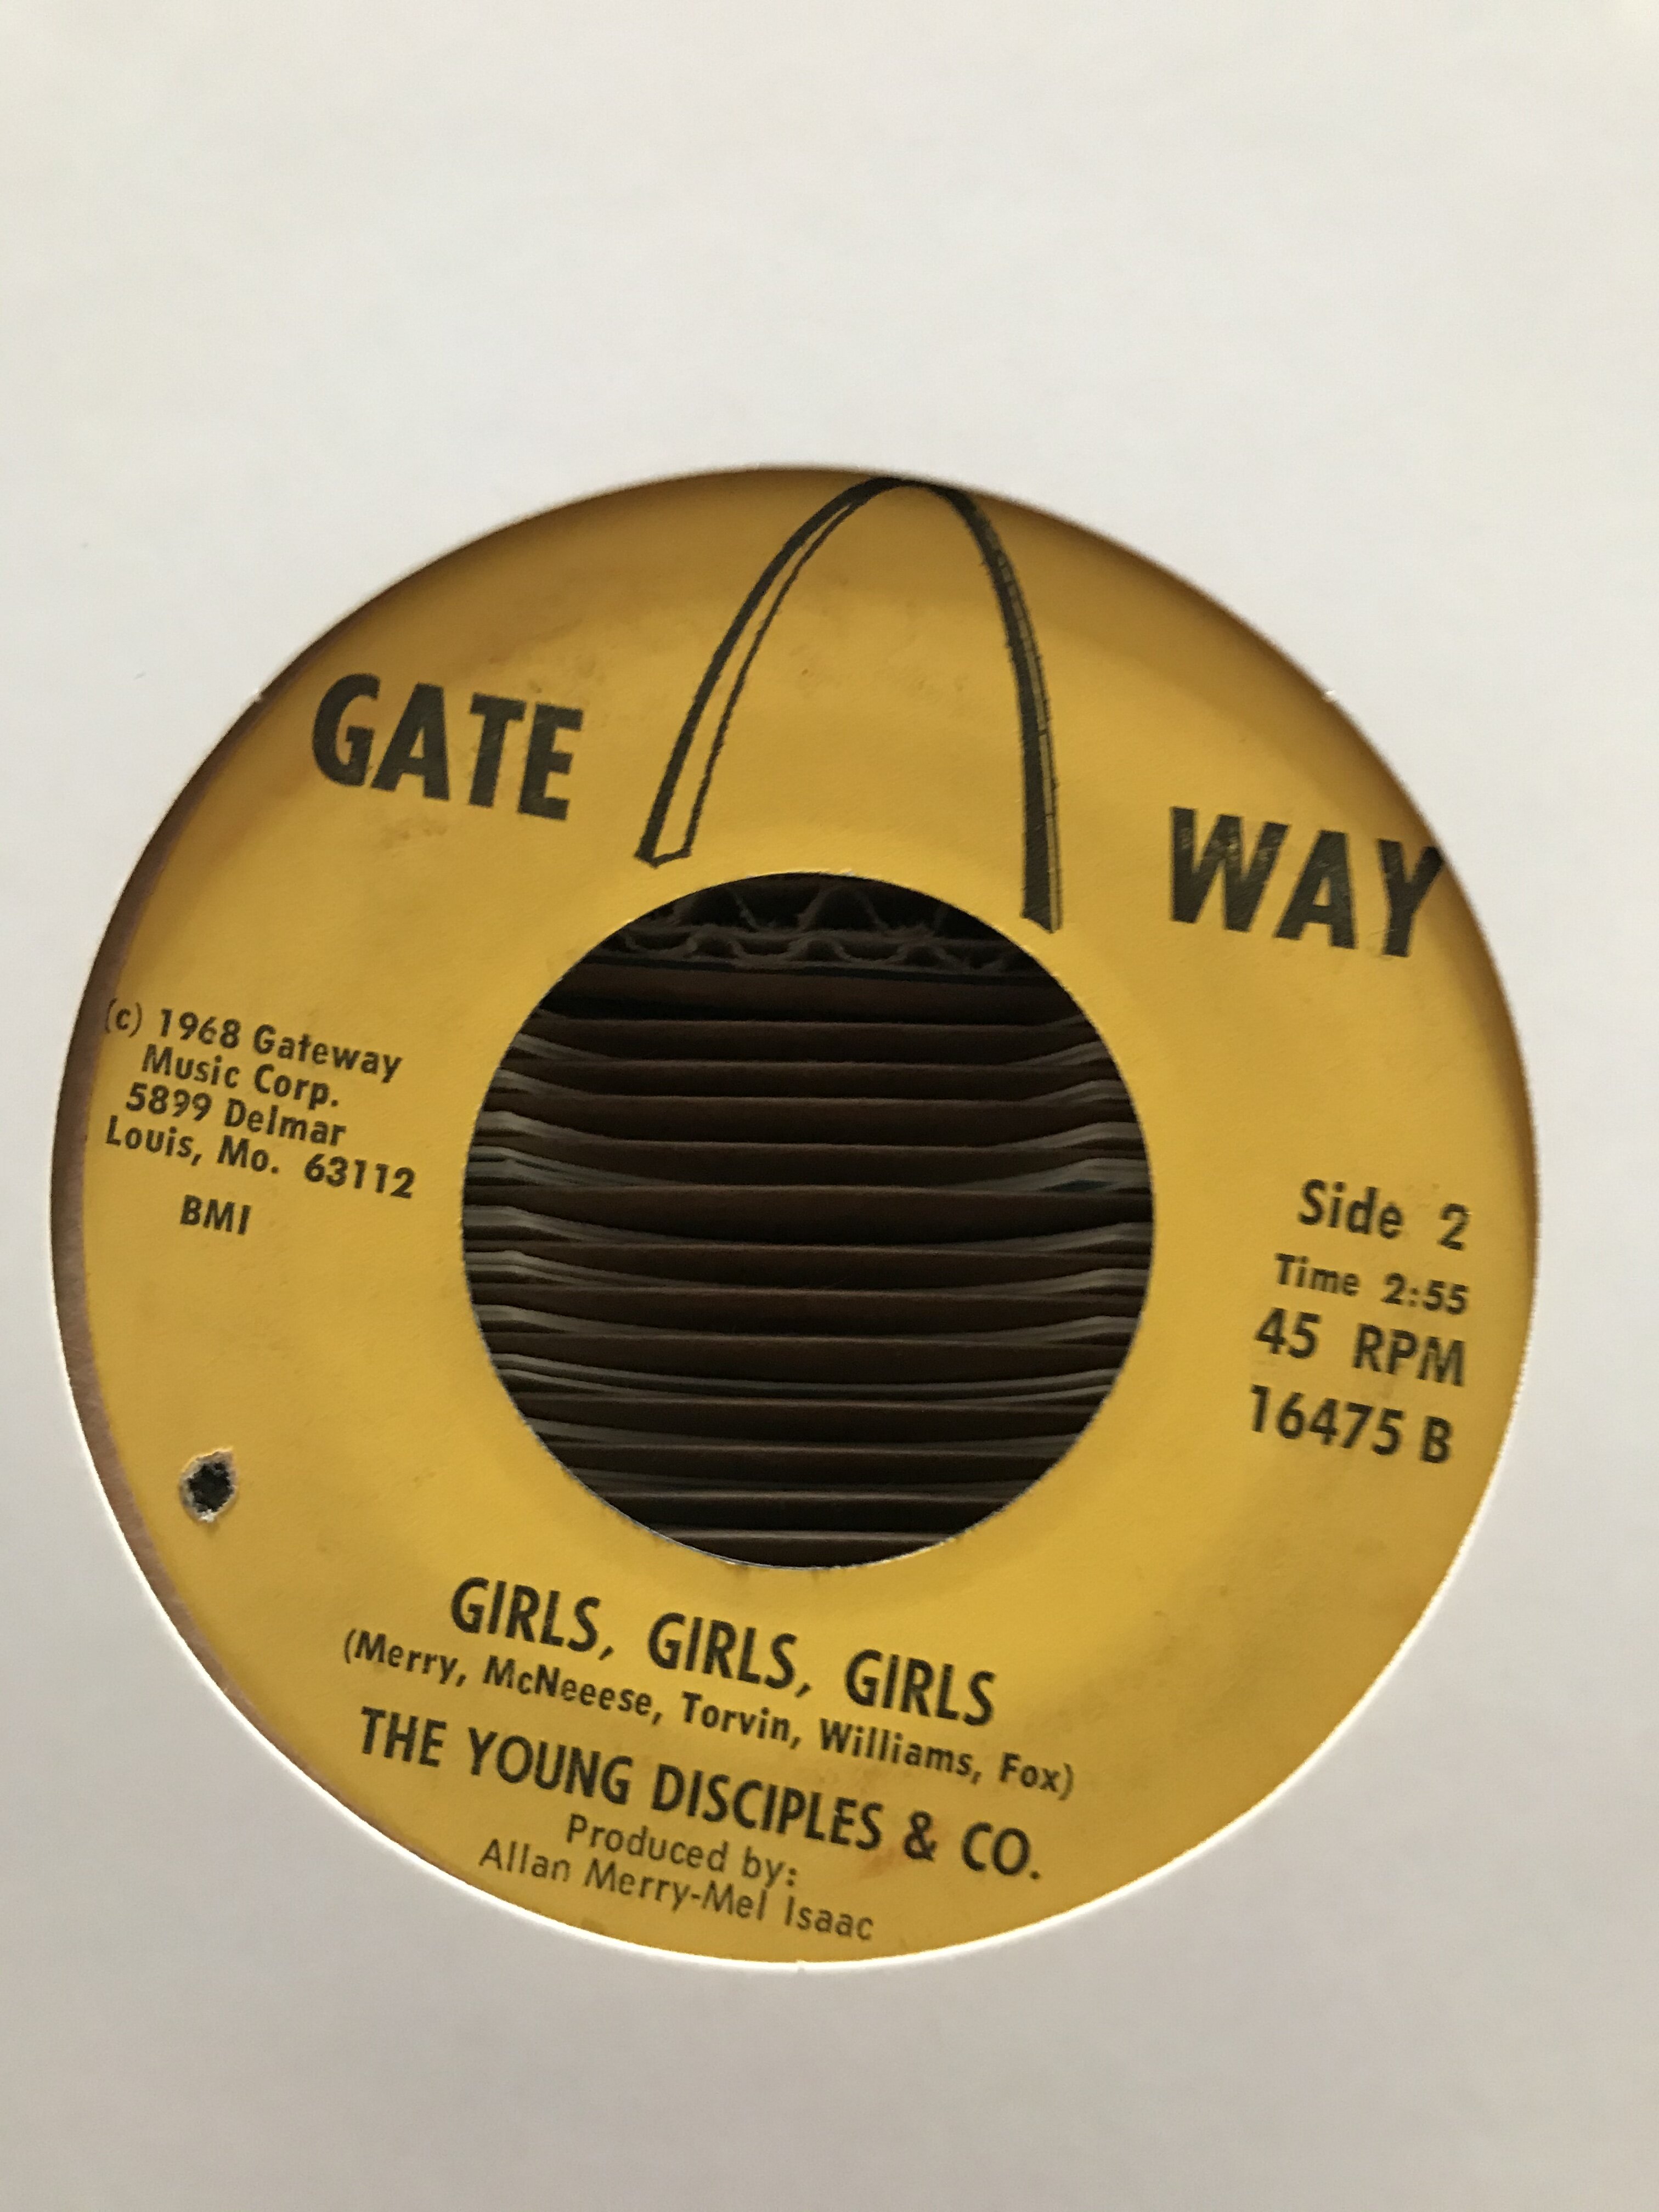 GATE WAY
(c) 1968 Gateway
Music Corp.
5899 Delmar
Louis, Mo. 63112
BMI
Side 2
Time 2:55
45 RPM
16475 B
GIRLS, GIRLS, GIRLS
(Merry, McNeeese, Torvin, Williams, Fox)
THE YOUNG DISCIPLES & CO.
Produced by:
Allan Merry-Mel Isaac